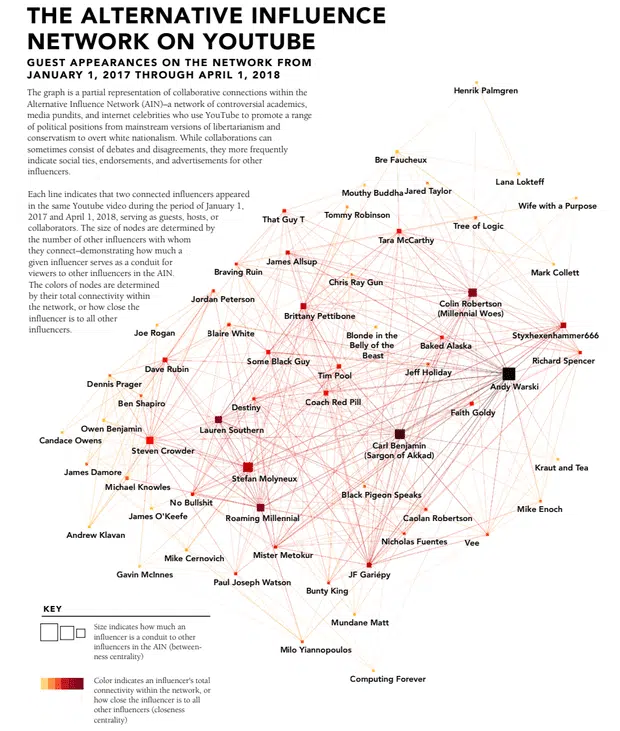 THE ALTERNATIVE INFLUENCE
NETWORK ON YOUTUBE
GUEST APPEARANCES ON THE NETWORK FROM
JANUARY 1, 2017 THROUGH APRIL 1, 2018
The graph is a partial representation of collaborative connections within the
Alternative Influence Network (AIN)–a network of controversial academics,
media pundits, and internet celebrities who use YouTube to promote a range
of political positions from mainstream versions of libertarianism and
conservatism to overt white nationalism. While collaborations can
sometimes consist of debates and disagreements, they more frequently
indicate social ties, endorsements, and advertisements for other
influencers.
Each line indicates that two connected influencers appeared
in the same Youtube video during the period of January 1,
2017 and April 1, 2018, serving as guests, hosts, or
collaborators. The size of nodes are determined by
the number of other influencers with whom
they connect–demonstrating how much a
given influencer serves as a conduit for
viewers to other influencers in the AIN.
The colors of nodes are determined
by their total connectivity within
the network, or how close the
influencer is to all other
influencers.
Henrik Palmgren
Bre Faucheux
Lana Lokteff
Mouthy Buddha
Jared Taylor
Wife with a Purpose
Tommy Robinson
That Guy T
Tree of Logic
Tara McCarthy
James Allsup
Braving Ruin
Mark Collett
Chris Ray Gun
Jordan Peterson
Colin Robertson
(Millennial Woes)
Brittany Pettibone
Joe Rogan
Blaire White
Blonde in the
Belly of the
Beast
Styxhexenhammer666
Baked Alaska
Some Black Guy
Richard Spencer
Dave Rubin
Tim Pool
Jeff Holiday
Dennis Prager
Andy Warski
Ben Shapiro
Destiny
Coach Red Pill
Faith Goldy
Owen Benjamin
Lauren Southern
Candace Owens
Steven Crowder
Carl Benjamin
(Sargon of Akkad)
James Damore
Stefan Molyneux
Kraut and Tea
Michael Knowles
Black Pigeon Speaks
No Bullshit
Mike Enoch
James O'Keefe
Roaming Millennial
Caolan Robertson
Andrew Klavan
Nicholas Fuentes
Vee
Mike Cernovich
Mister Metokur
Gavin McInnes
Paul Joseph Watson
JF Gariépy
Bunty King
Mundane Matt
Milo Yiannopoulos
Computing Forever
KEY
Size indicates how much an
influencer is a conduit to other
influencers in the AIN (between-
ness centrality)
Color indicates an influencer's total
connectivity within the network, or
how close the influencer is to all
other influencers (closeness
centrality)